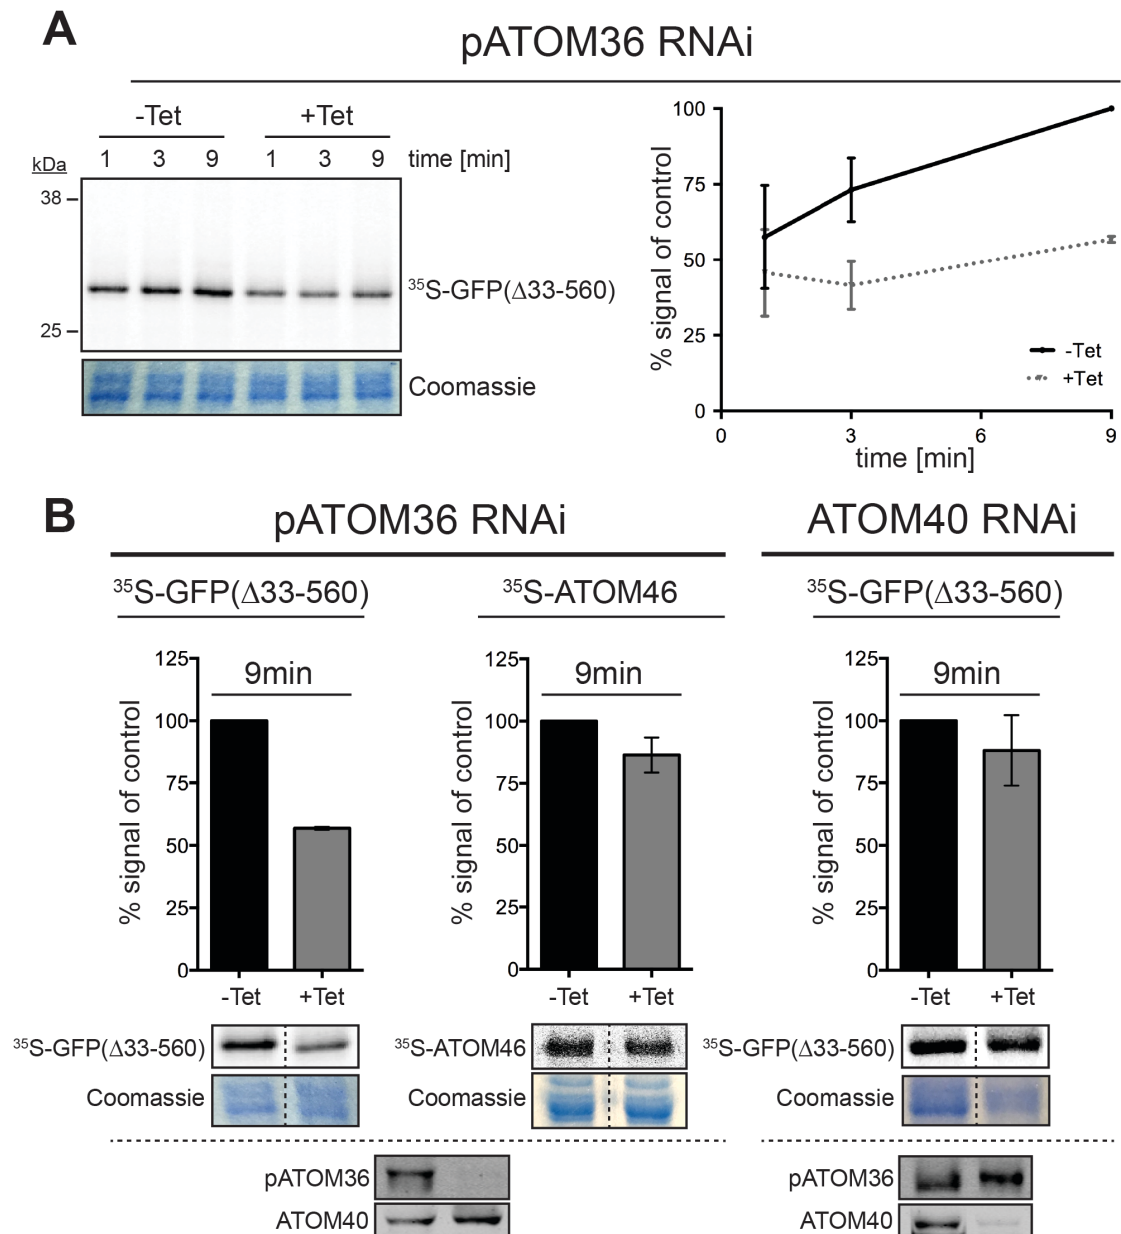 A
pATOM36 RNAi
-Tet +Tet
kDa 1 3 9 1 3 9 time [min]
38
³⁵S-GFP(Δ33-560)
25
Coomassie
% signal of control
100
75
50
25
0
0 3 6 9
time [min]
-Tet
+Tet
B
pATOM36 RNAi ATOM40 RNAi
³⁵S-GFP(Δ33-560) ³⁵S-ATOM46 ³⁵S-GFP(Δ33-560)
% signal of control
125
100
75
50
25
0
9min
-Tet +Tet
% signal of control
125
100
75
50
25
0
9min
-Tet +Tet
% signal of control
125
100
75
50
25
0
9min
-Tet +Tet
³⁵S-GFP(Δ33-560) ³⁵S-ATOM46 ³⁵S-GFP(Δ33-560)
Coomassie Coomassie Coomassie
pATOM36 pATOM36
ATOM40 ATOM40